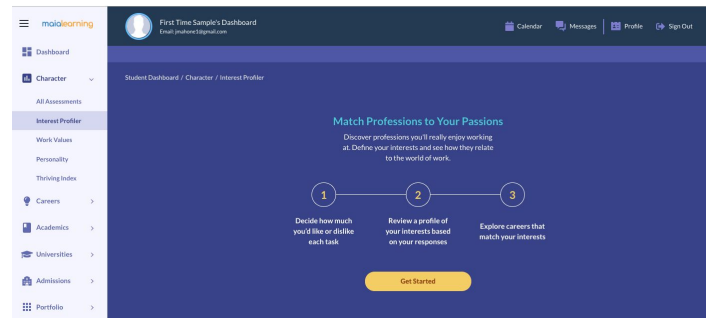 maialearning
Dashboard
Character
All Assessments
Interest Profiler
Work Values
Personality
Thriving Index
Careers
Academics
Universities
Admissions
Portfolio
First Time Sample's Dashboard
Email: jmahone1@gmail.com
Calendar
Messages
Profile
Sign Out
Student Dashboard / Character / Interest Profiler
Match Professions to Your Passions
Discover professions you'll really enjoy working
at. Define your interests and see how they relate
to the world of work.
1
2
3
Decide how much
you'd like or dislike
each task
Review a profile of
your interests based
on your responses
Explore careers that
match your interests
Get Started